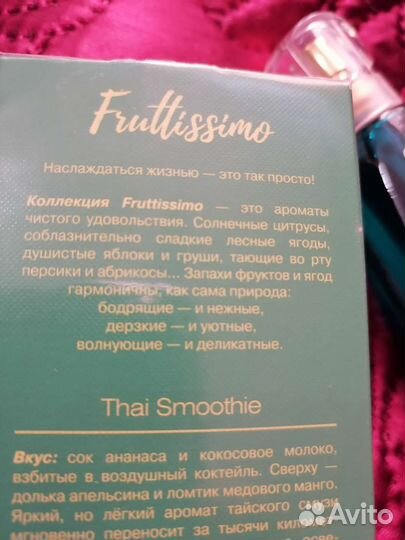 Fruttissimo
Наслаждаться жизнью — это так просто!
Коллекция Fruttissimo — это ароматы
чистого удовольствия. Солнечные цитрусы,
соблазнительно сладкие лесные ягоды,
душистые яблоки и груши, тающие во рту
персики и абрикосы... Запахи фруктов и ягод
гармоничны, как сама природа:
бодрящие — и нежные,
дерзкие — и уютные,
волнующие — и деликатные.
Thai Smoothie
Вкус: сок ананаса и кокосовое молоко,
взбитые в воздушный коктейль. Сверху —
долька апельсина и ломтик медового манго.
Яркий, но лёгкий аромат тайского смузи
мгновенно переносит за тысячи
Avito